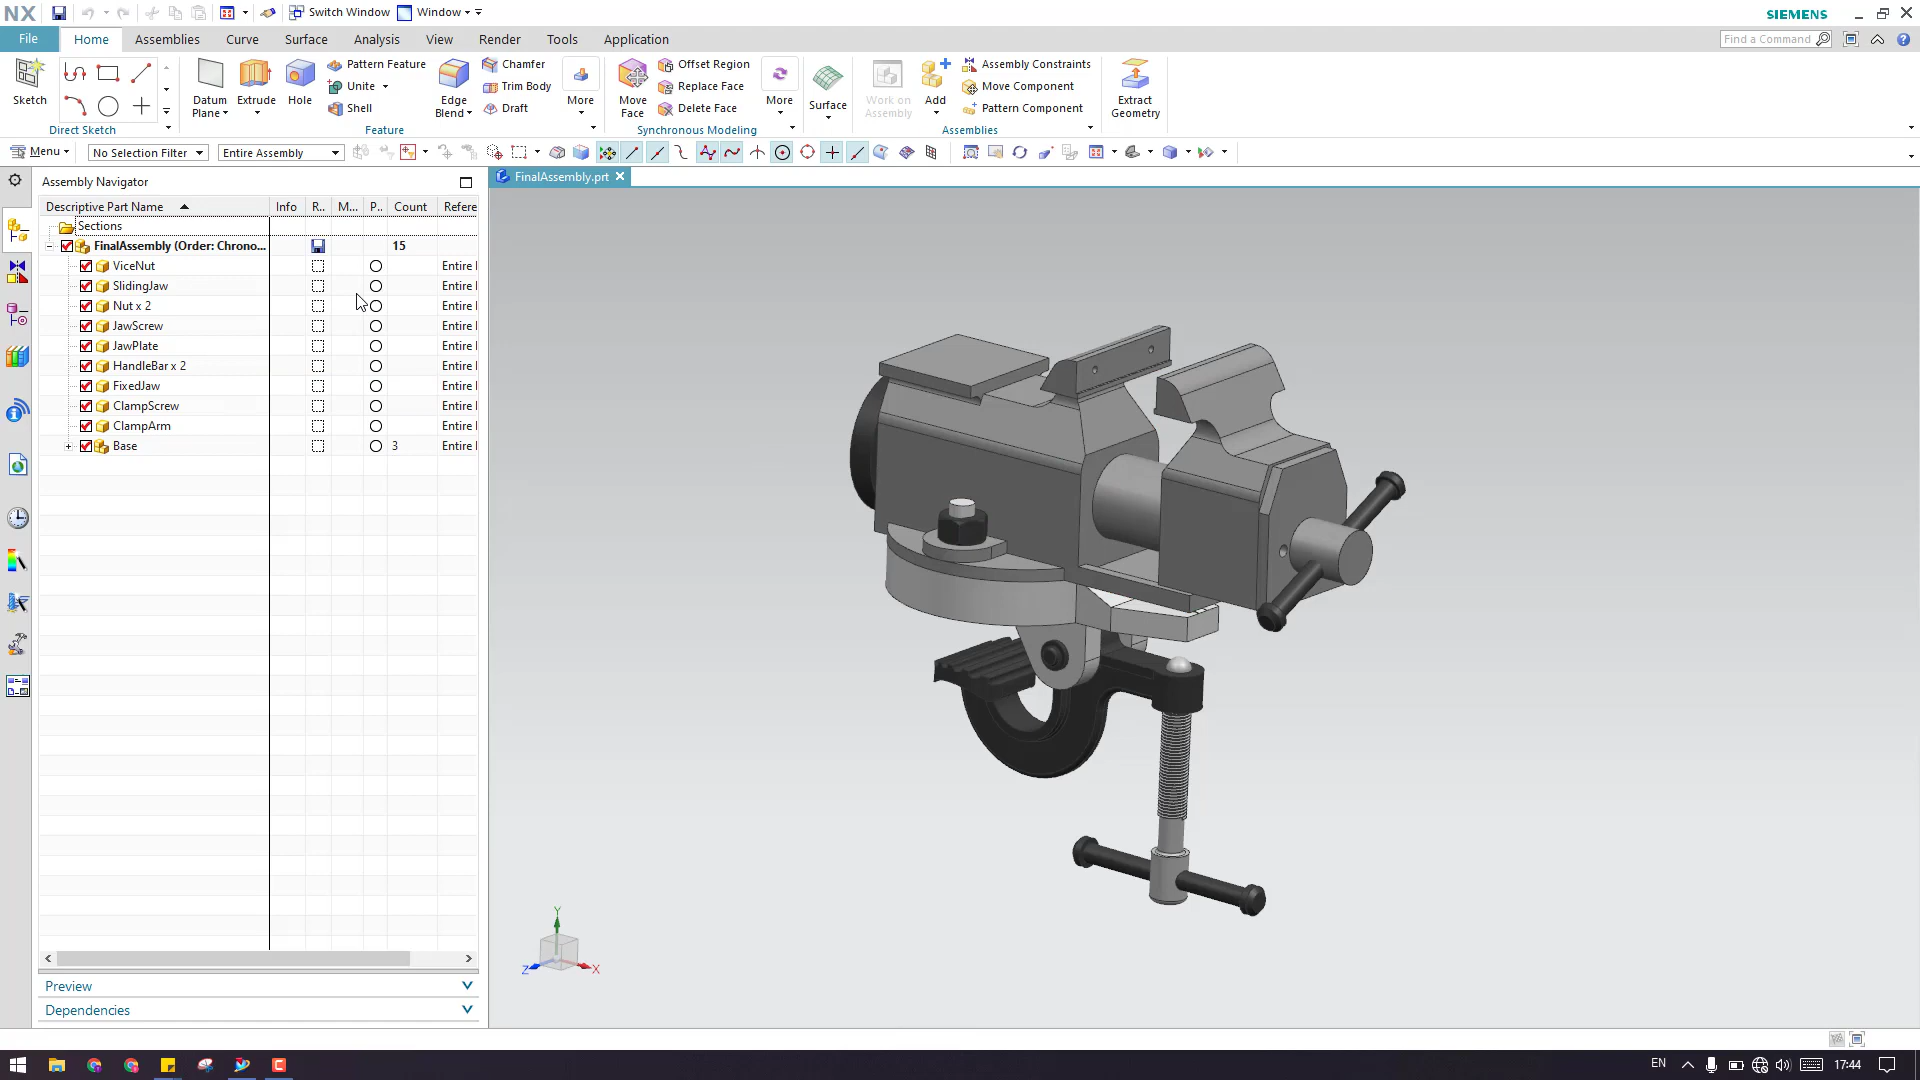 NX Switch Window Window SIEMENS
File Home Assemblies Curve Surface Analysis View Render Tools Application Find a Command
Pattern Feature Chamfer Offset Region Assembly Constraints
Unite Trim Body Replace Face Move Component
Shell Draft Delete Face Pattern Component
Sketch Datum Plane Extrude Hole Edge Blend More Move Face More Surface Work on Assembly Add Extract Geometry
Direct Sketch Feature Synchronous Modeling Assemblies
Menu No Selection Filter Entire Assembly
Assembly Navigator FinalAssembly.prt
Descriptive Part Name Info R.. M... P.. Count Refere
Sections
FinalAssembly (Order: Chrono... 15
ViceNut Entire
SlidingJaw Entire
Nut x 2 Entire
JawScrew Entire
JawPlate Entire
HandleBar x 2 Entire
FixedJaw Entire
ClampScrew Entire
ClampArm Entire
Base 3 Entire
Y
Z X
Preview
Dependencies
EN 17:44